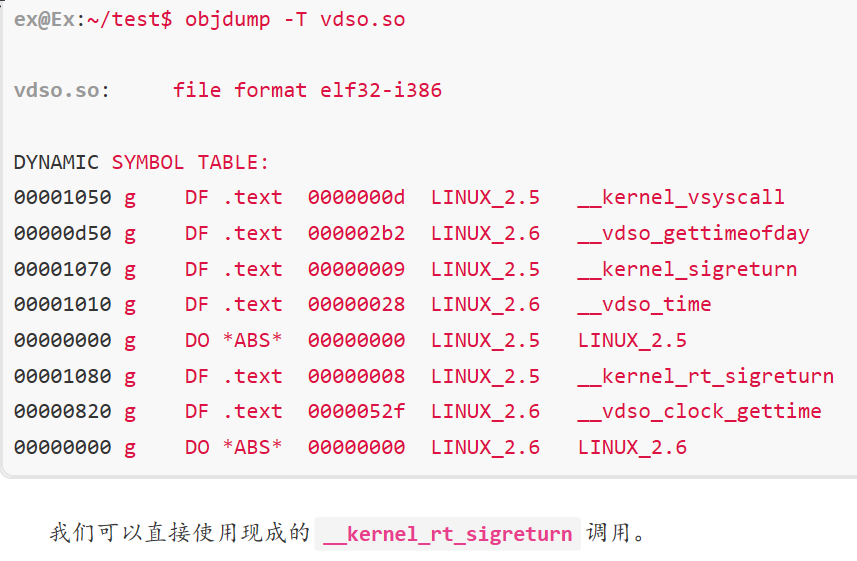 ex@Ex:~/test$ objdump -T vdso.so
vdso.so:     file format elf32-i386
DYNAMIC SYMBOL TABLE:
00001050 g    DF .text  0000000d  LINUX_2.5   __kernel_vsyscall
00000d50 g    DF .text  000002b2  LINUX_2.6   __vdso_gettimeofday
00001070 g    DF .text  00000009  LINUX_2.5   __kernel_sigreturn
00001010 g    DF .text  00000028  LINUX_2.6   __vdso_time
00000000 g    DO *ABS*  00000000  LINUX_2.5   LINUX_2.5
00001080 g    DF .text  00000008  LINUX_2.5   __kernel_rt_sigreturn
00000820 g    DF .text  0000052f  LINUX_2.6   __vdso_clock_gettime
00000000 g    DO *ABS*  00000000  LINUX_2.6   LINUX_2.6
我们可以直接使用现成的 __kernel_rt_sigreturn 调用。